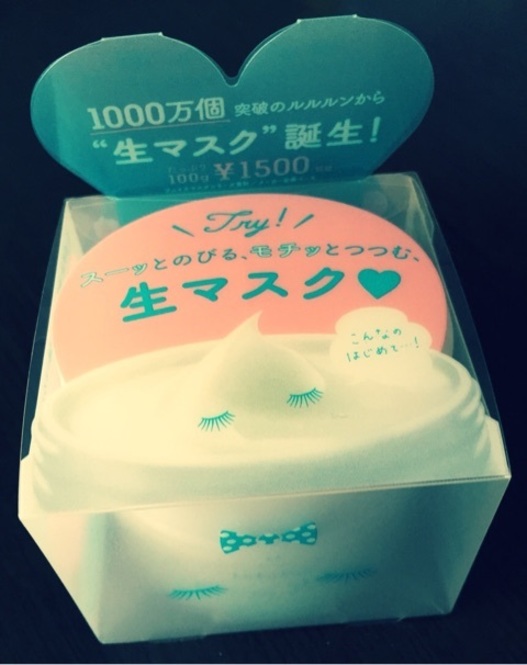 1000万個 突破のルルルンから
“生マスク”誕生!
100g ¥1500
Try!
スーッとのびる、モチッとつつむ、
生マスク♥
こんなの
はじめて…!